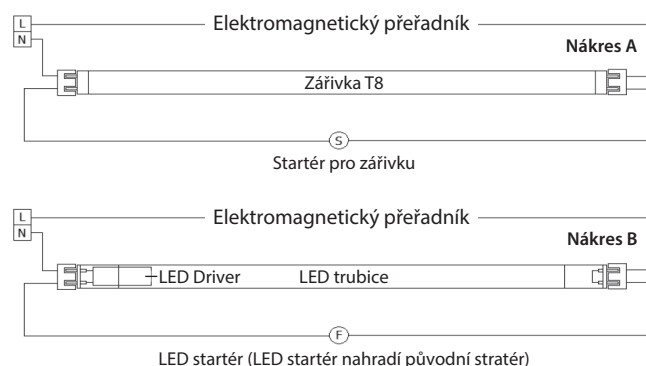 L
Elektromagnetický přeřadník
N
Nákres A
Zářivka T8
S
Startér pro zářivku
L
Elektromagnetický přeřadník
N
Nákres B
LED Driver
LED trubice
F
LED startér (LED startér nahradí původní stratér)